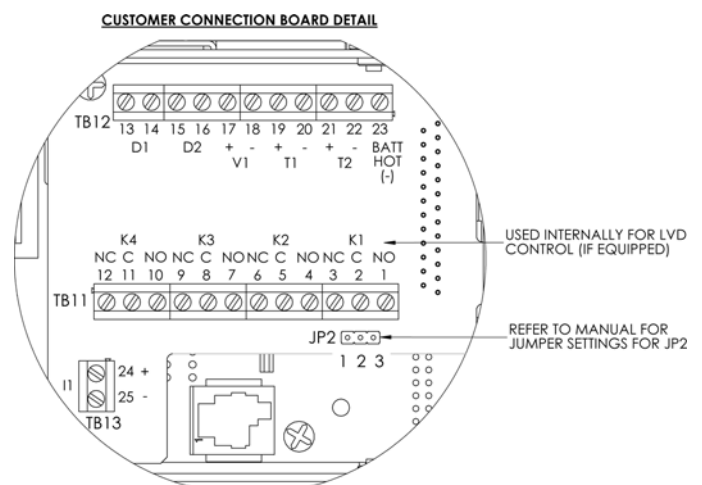 CUSTOMER CONNECTION BOARD DETAIL
TB12
13 14 15 16 17 18 19 20 21 22 23
D1 D2 + - + - + - BATT
V1 T1 T2 HOT
(-)
USED INTERNALLY FOR LVD
CONTROL (IF EQUIPPED)
K4 K3 K2 K1
NC C NO NC C NO NC C NO NC C NO
12 11 10 9 8 7 6 5 4 3 2 1
TB11
JP2
1 2 3
REFER TO MANUAL FOR
JUMPER SETTINGS FOR JP2
I1
24 +
25 -
TB13
1